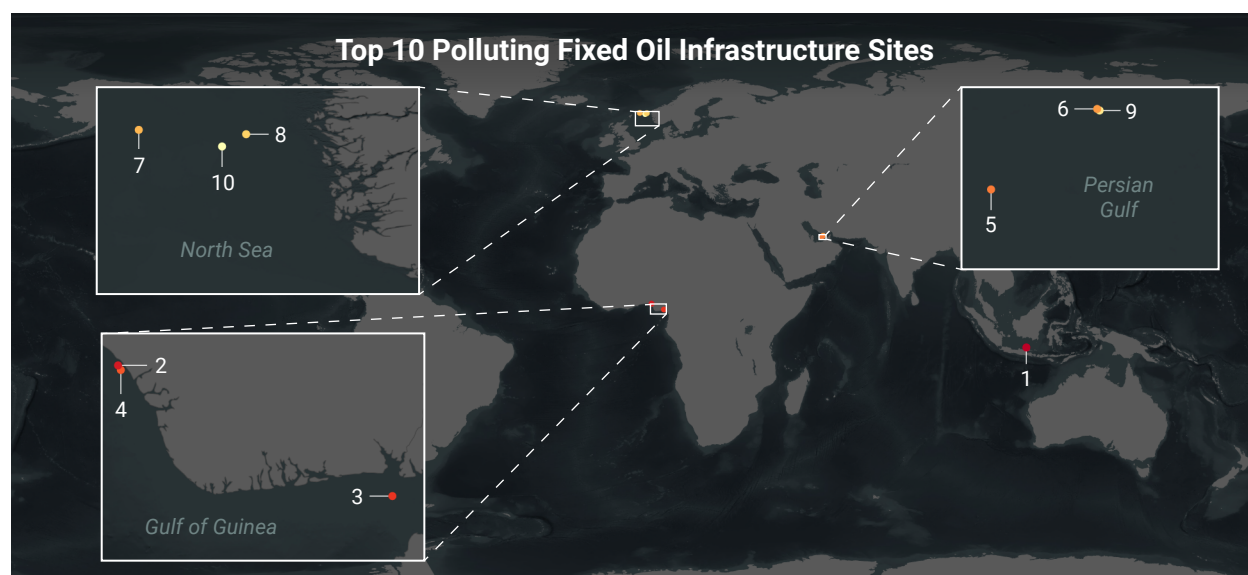 Top 10 Polluting Fixed Oil Infrastructure Sites
7
10
8
North Sea
6
9
5
Persian
Gulf
2
4
3
Gulf of Guinea
1